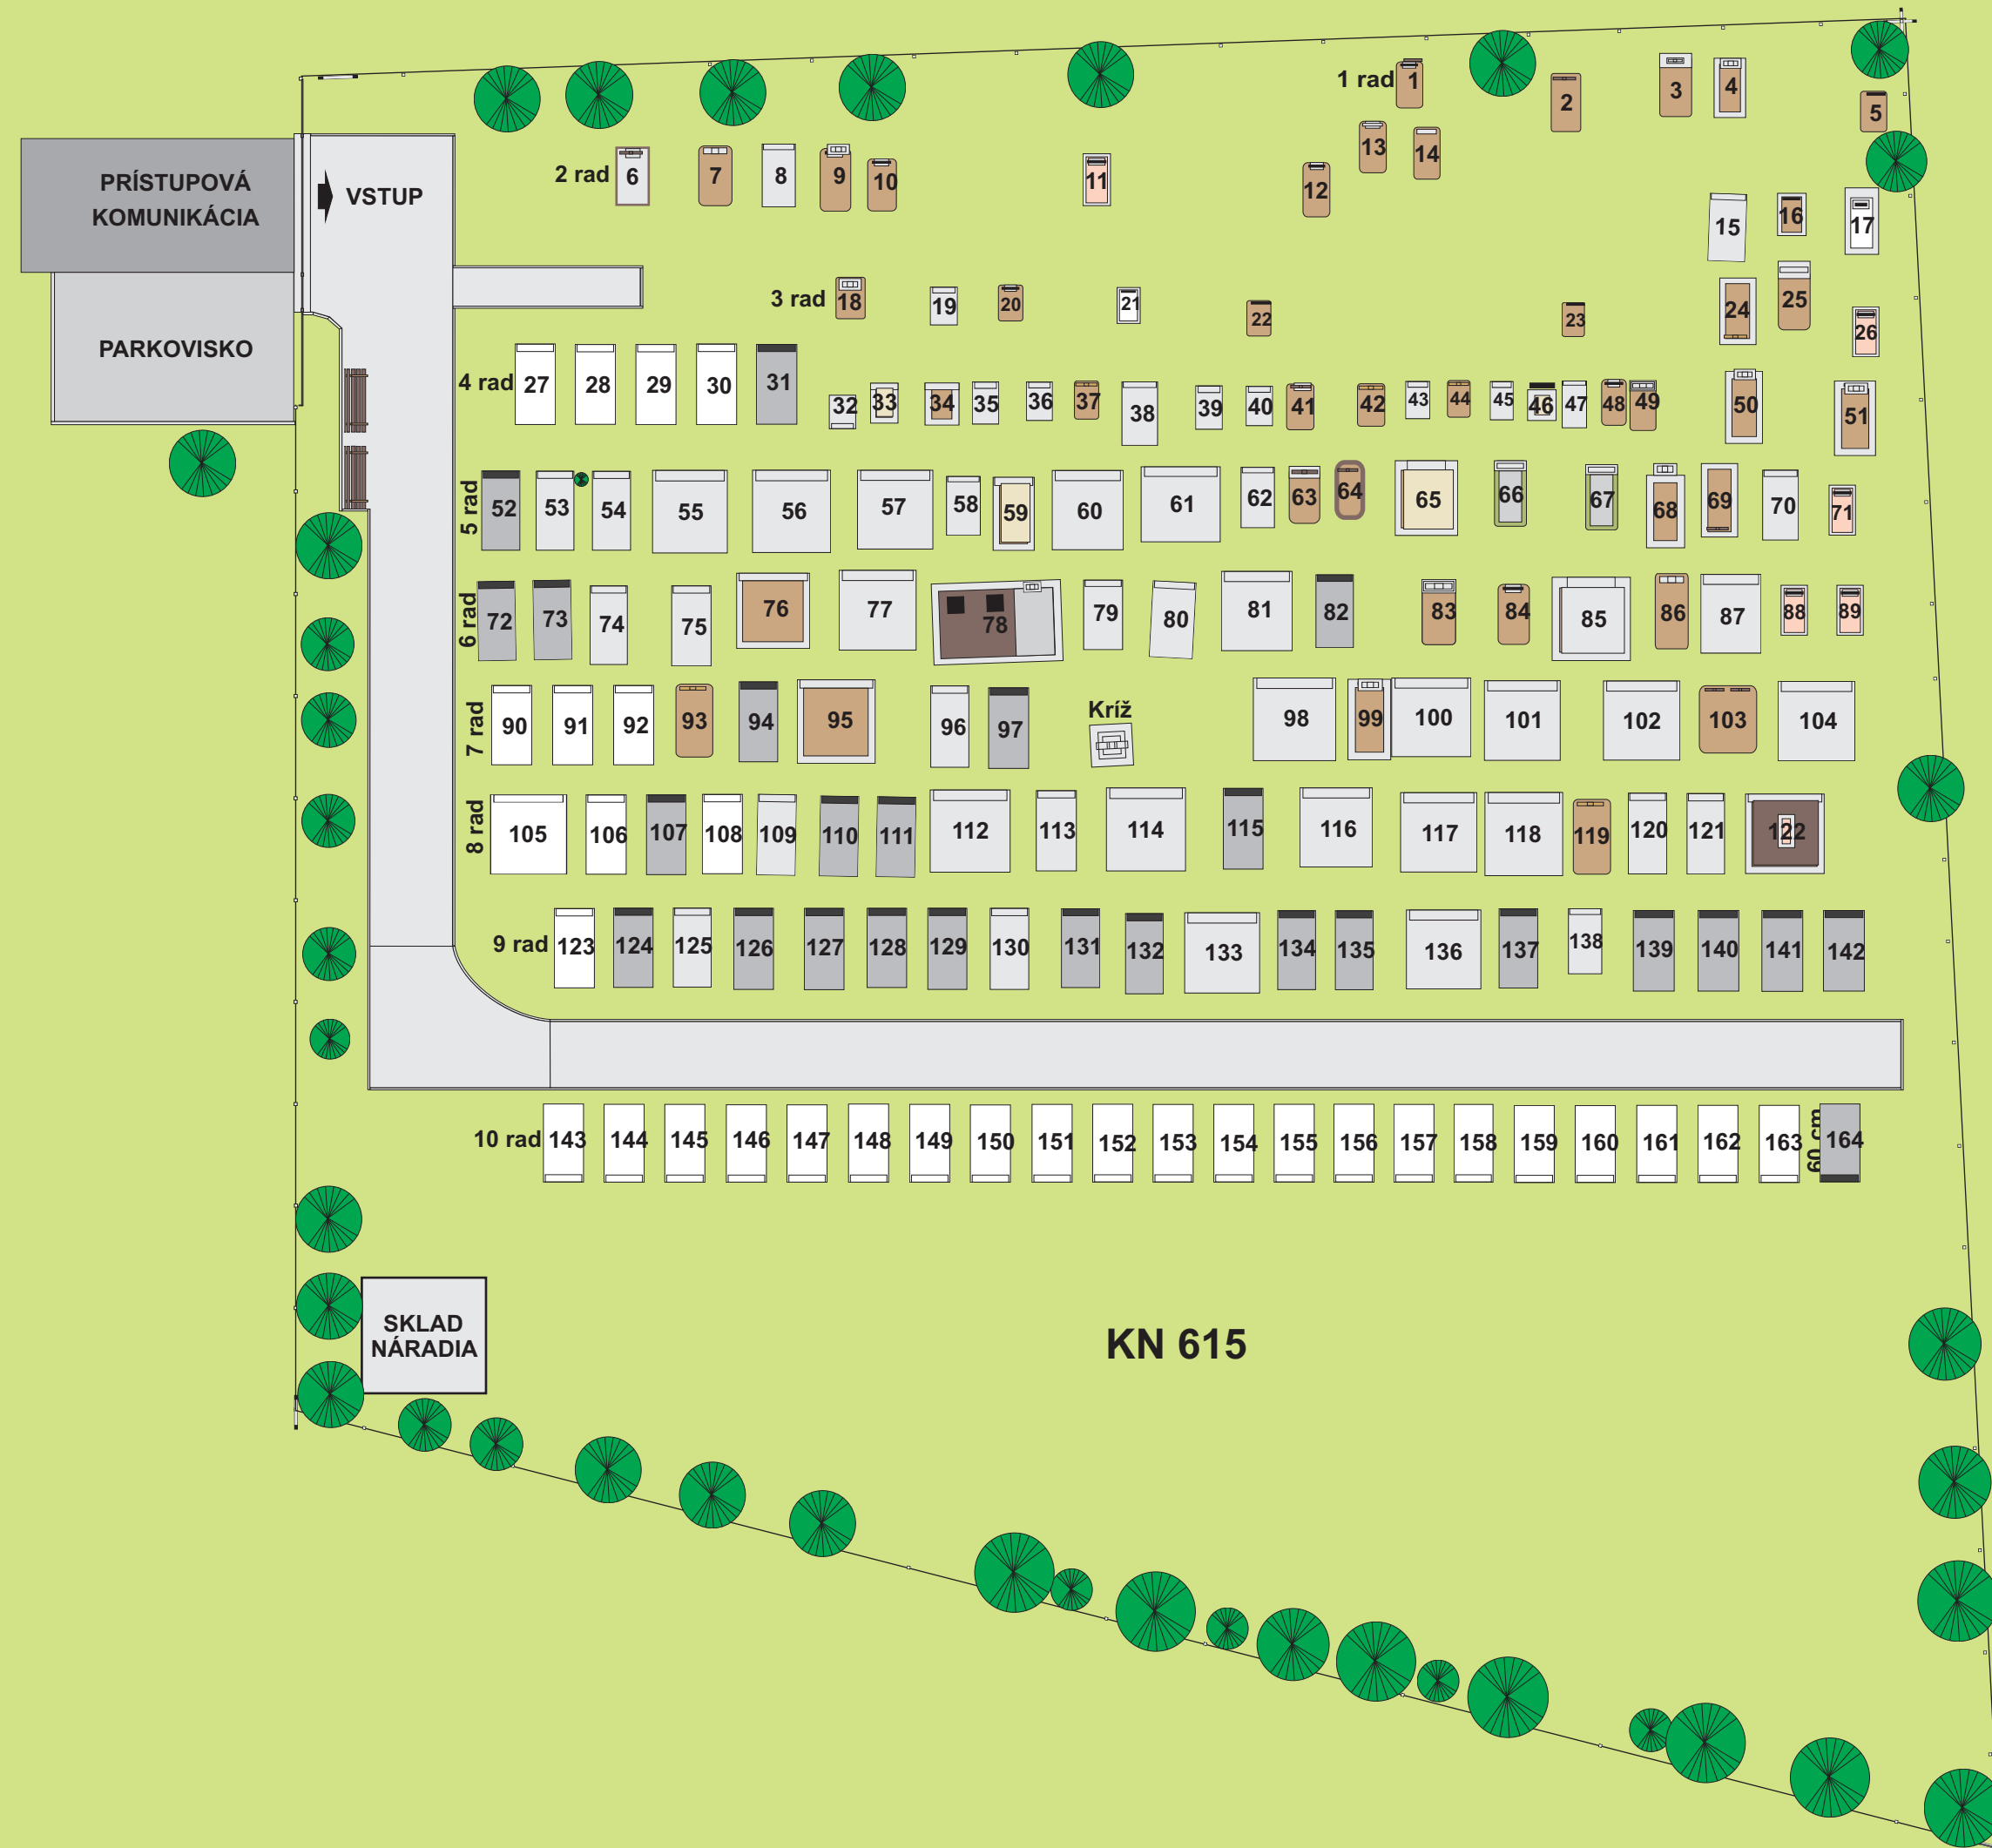 1 rad 1 2 3 4 5
13 14
2 rad 6 7 8 9 10 11 12
15 16 17
3 rad 18 19 20 21 22 23 24 25 26
PRÍSTUPOVÁ
KOMUNIKÁCIA
VSTUP
PARKOVISKO
4 rad 27 28 29 30 31 32 33 34 35 36 37 38 39 40 41 42 43 44 45 46 47 48 49 50 51
5 rad 52 53 54 55 56 57 58 59 60 61 62 63 64 65 66 67 68 69 70 71
6 rad 72 73 74 75 76 77 78 79 80 81 82 83 84 85 86 87 88 89
7 rad 90 91 92 93 94 95 96 97 Kríž 98 99 100 101 102 103 104
8 rad 105 106 107 108 109 110 111 112 113 114 115 116 117 118 119 120 121 122
9 rad 123 124 125 126 127 128 129 130 131 132 133 134 135 136 137 138 139 140 141 142
10 rad 143 144 145 146 147 148 149 150 151 152 153 154 155 156 157 158 159 160 161 162 163 60 cm 164
SKLAD
NÁRADIA
KN 615